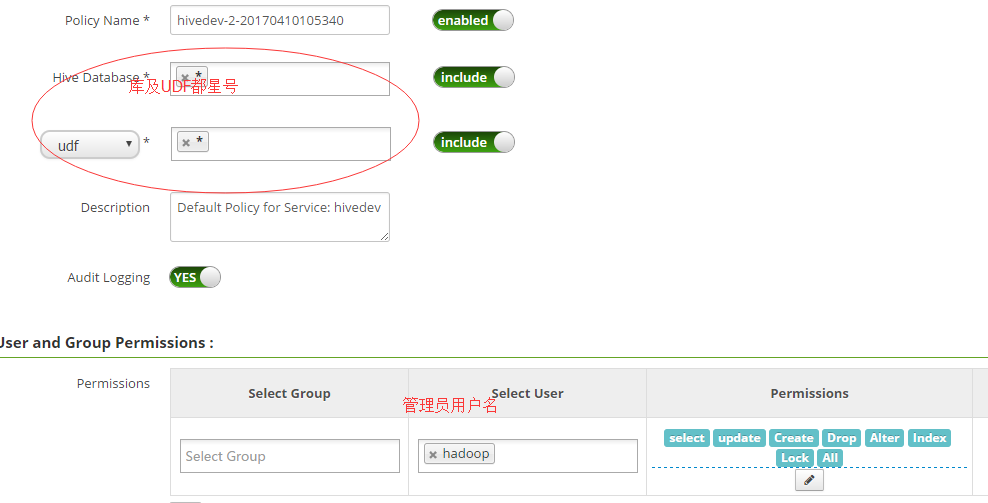 Policy Name * hivedev-2-20170410105340 enabled
Hive Database * × * include
库及UDF都星号
udf ▼ * × * include
Description Default Policy for Service: hivedev
Audit Logging YES
User and Group Permissions :
Permissions Select Group Select User Permissions
管理员用户名
Select Group × hadoop select update Create Drop Alter Index
Lock All